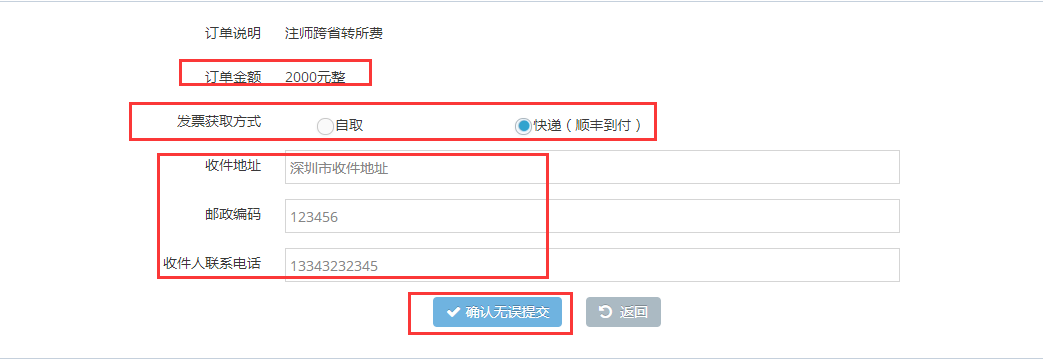 订单说明 注师跨省转所费
订单金额 2000元整
发票获取方式 自取 快递（顺丰到付）
收件地址 深圳市收件地址
邮政编码 123456
收件人联系电话 13343232345
确认无误提交 返回